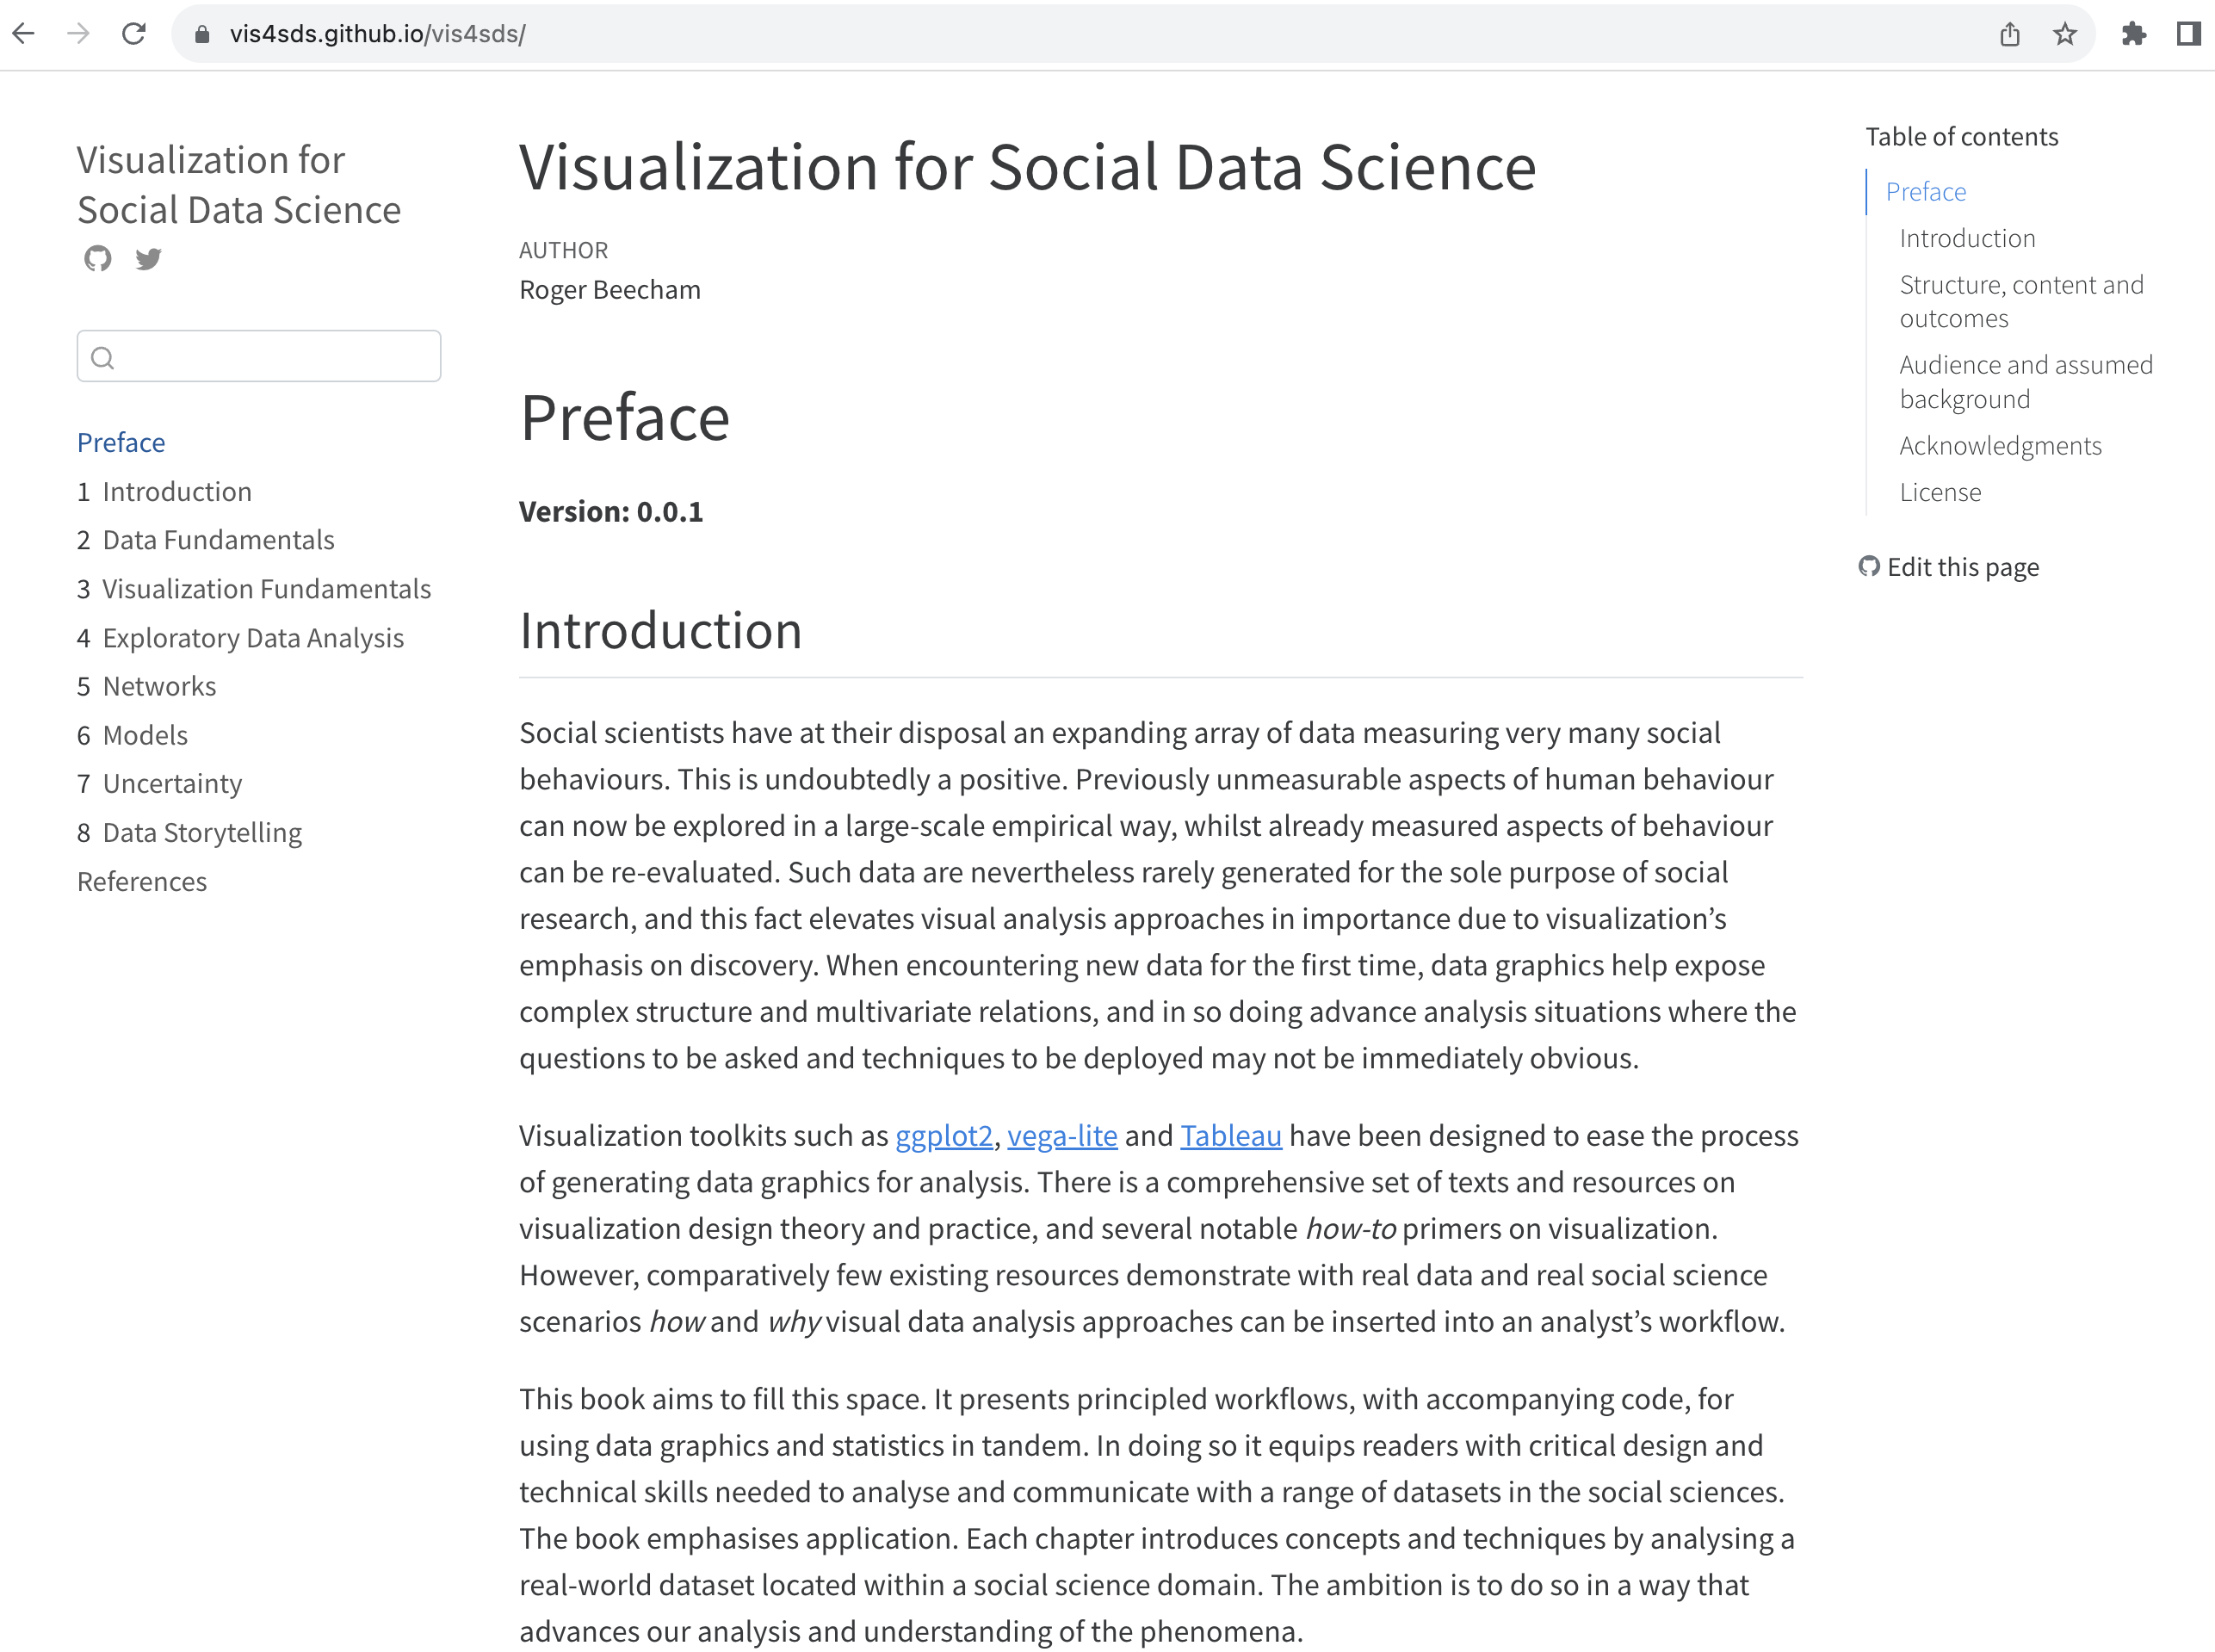 vis4sds.github.io/vis4sds/
Visualization for
Social Data Science
Preface
1 Introduction
2 Data Fundamentals
3 Visualization Fundamentals
4 Exploratory Data Analysis
5 Networks
6 Models
7 Uncertainty
8 Data Storytelling
References
Visualization for Social Data Science
AUTHOR
Roger Beecham
Preface
Version: 0.0.1
Introduction
Social scientists have at their disposal an expanding array of data measuring very many social
behaviours. This is undoubtedly a positive. Previously unmeasurable aspects of human behaviour
can now be explored in a large-scale empirical way, whilst already measured aspects of behaviour
can be re-evaluated. Such data are nevertheless rarely generated for the sole purpose of social
research, and this fact elevates visual analysis approaches in importance due to visualization’s
emphasis on discovery. When encountering new data for the first time, data graphics help expose
complex structure and multivariate relations, and in so doing advance analysis situations where the
questions to be asked and techniques to be deployed may not be immediately obvious.
Visualization toolkits such as ggplot2, vega-lite and Tableau have been designed to ease the process
of generating data graphics for analysis. There is a comprehensive set of texts and resources on
visualization design theory and practice, and several notable how-to primers on visualization.
However, comparatively few existing resources demonstrate with real data and real social science
scenarios how and why visual data analysis approaches can be inserted into an analyst’s workflow.
This book aims to fill this space. It presents principled workflows, with accompanying code, for
using data graphics and statistics in tandem. In doing so it equips readers with critical design and
technical skills needed to analyse and communicate with a range of datasets in the social sciences.
The book emphasises application. Each chapter introduces concepts and techniques by analysing a
real-world dataset located within a social science domain. The ambition is to do so in a way that
advances our analysis and understanding of the phenomena.
Table of contents
Preface
Introduction
Structure, content and
outcomes
Audience and assumed
background
Acknowledgments
License
Edit this page